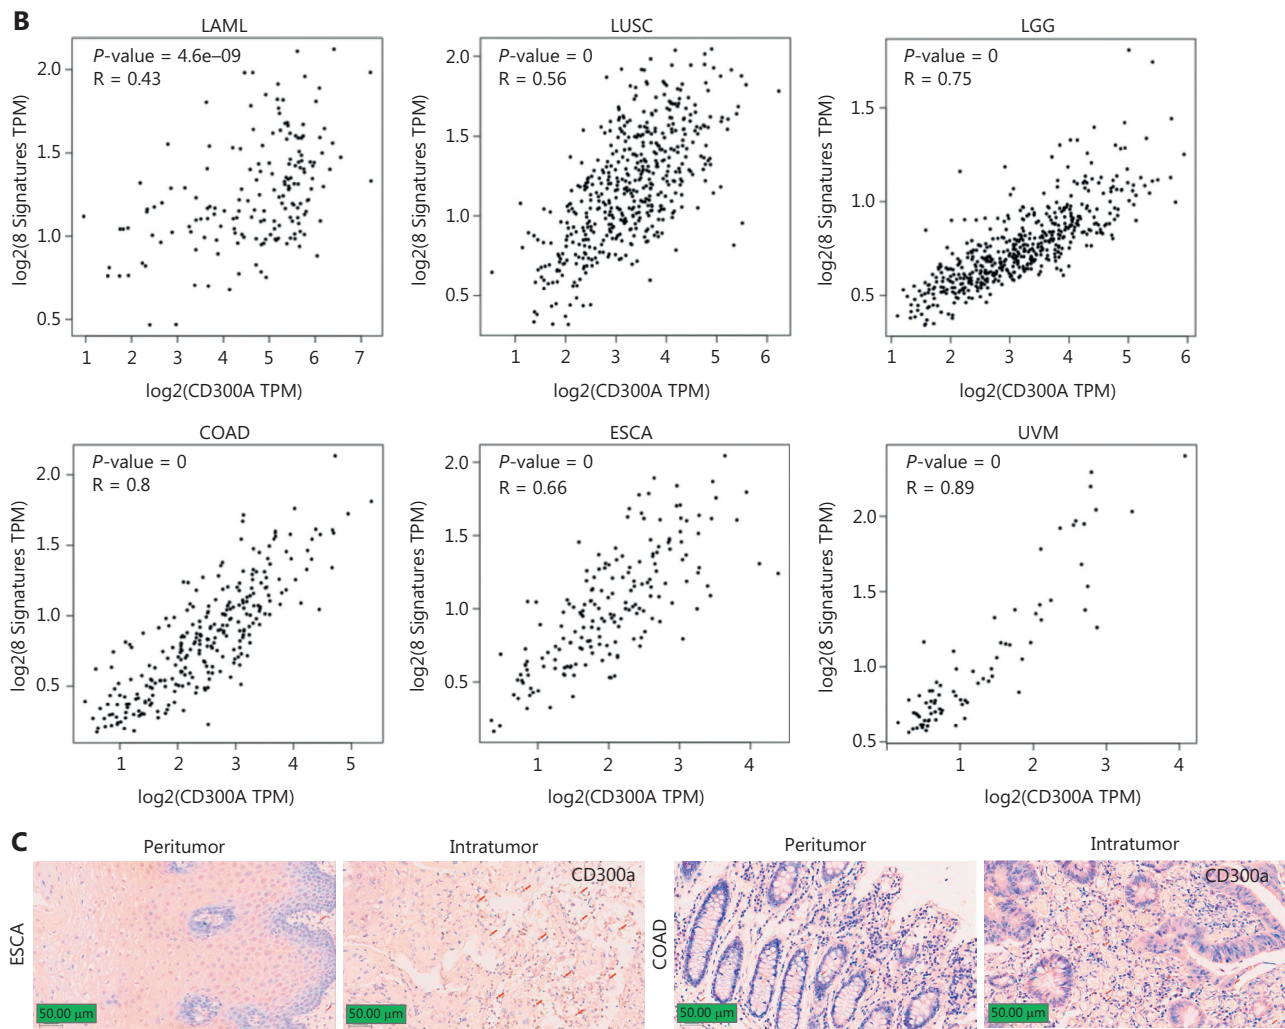 B
LAML
P-value = 4.6e–09
R = 0.43
log2(8 Signatures TPM)
2.0
1.5
1.0
0.5
1 2 3 4 5 6 7
log2(CD300A TPM)
LUSC
P-value = 0
R = 0.56
log2(8 Signatures TPM)
2.0
1.5
1.0
0.5
1 2 3 4 5 6
log2(CD300A TPM)
LGG
P-value = 0
R = 0.75
log2(8 Signatures TPM)
1.5
1.0
0.5
1 2 3 4 5 6
log2(CD300A TPM)
COAD
P-value = 0
R = 0.8
log2(8 Signatures TPM)
2.0
1.5
1.0
0.5
1 2 3 4 5
log2(CD300A TPM)
ESCA
P-value = 0
R = 0.66
log2(8 Signatures TPM)
2.0
1.5
1.0
0.5
1 2 3 4
log2(CD300A TPM)
UVM
P-value = 0
R = 0.89
log2(8 Signatures TPM)
2.0
1.5
1.0
0.5
1 2 3 4
log2(CD300A TPM)
C
Peritumor
Intratumor
ESCA
CD300a
50.00 µm
50.00 µm
Peritumor
Intratumor
COAD
CD300a
50.00 µm
50.00 µm